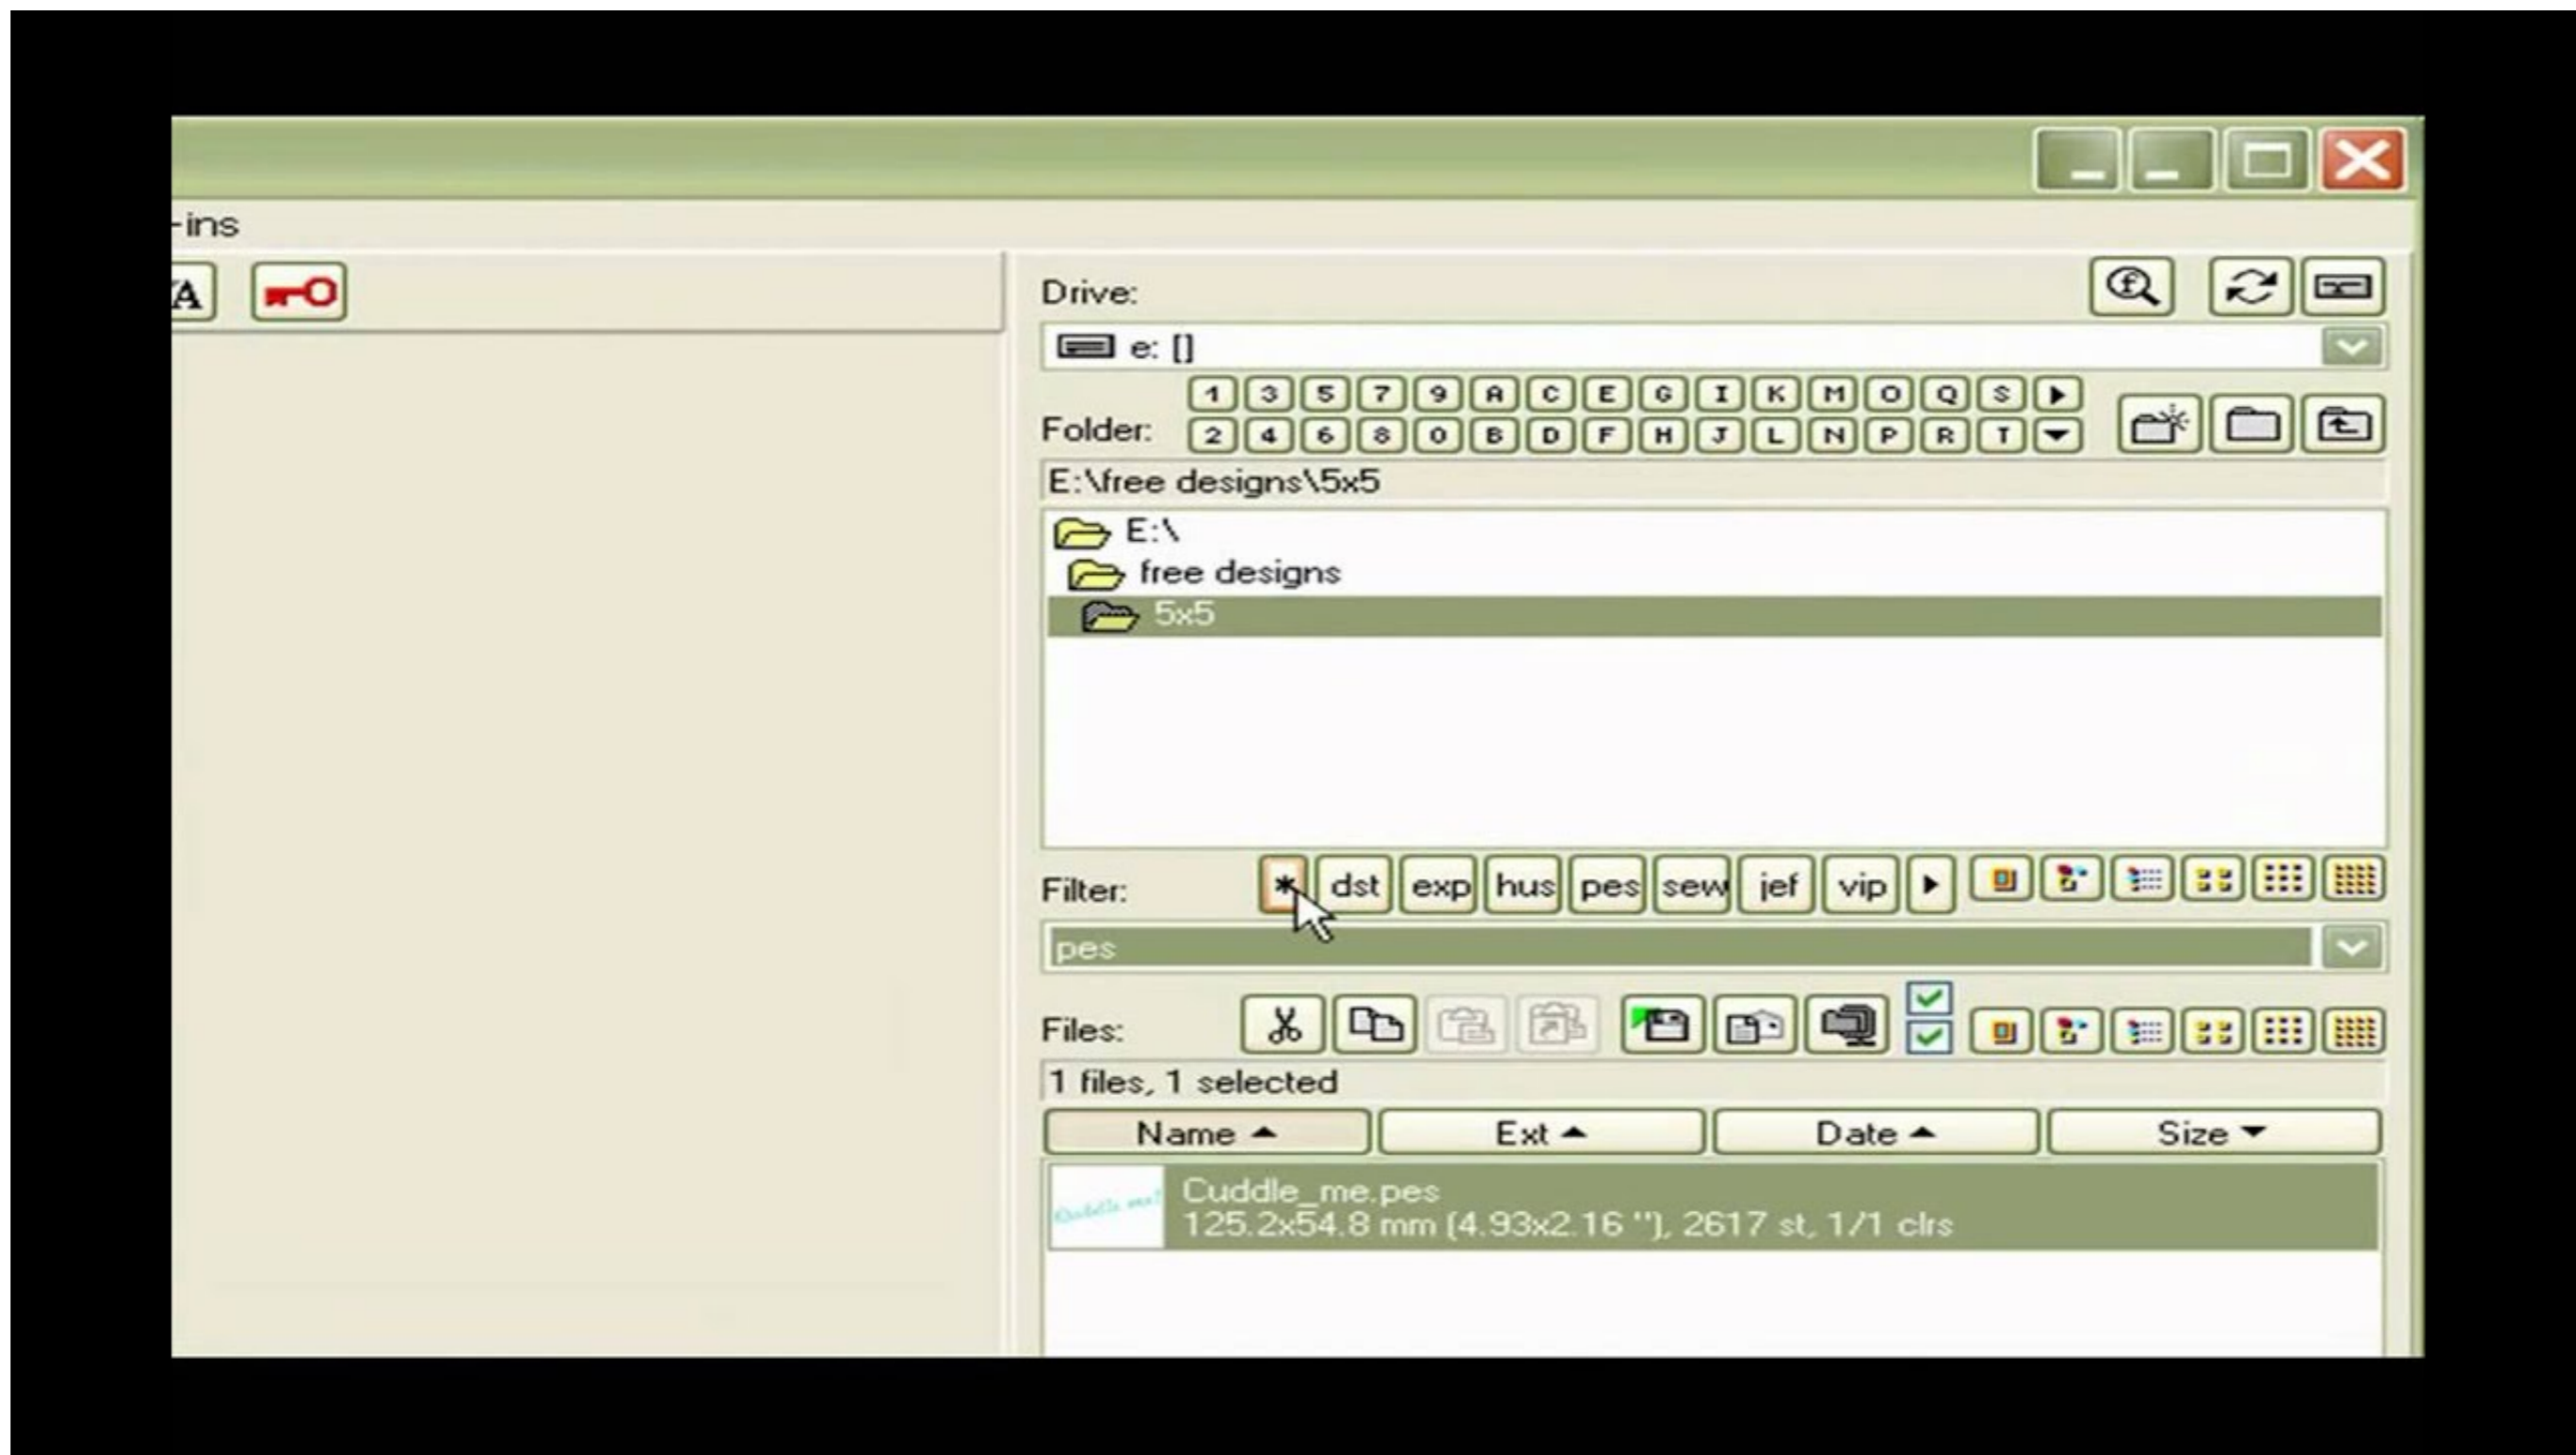 -ins
A
Drive:
e: []
1 3 5 7 9 A C E G I K M O Q S
Folder:
2 4 6 8 0 B D F H J L N P R T
E:\free designs\5x5
E:\
free designs
5x5
Filter: * dst exp hus pes sew jef vip
pes
Files:
1 files, 1 selected
Name Ext Date Size
Cuddle me!
Cuddle_me.pes
125.2x54.8 mm (4.93x2.16 "), 2617 st, 1/1 clrs